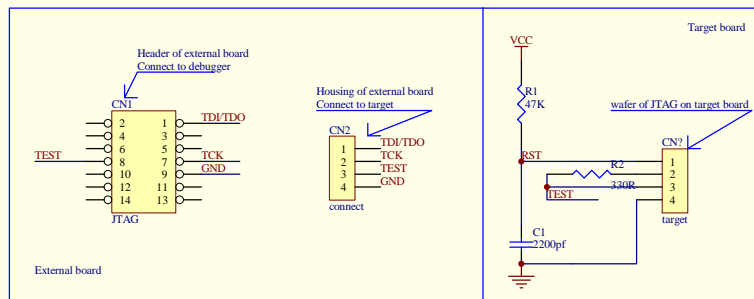 Target board
Header of external board
Connect to debugger
CN1
2 1 TDI/TDO
4 3
6 5
TEST 8 7 TCK
10 9 GND
12 11
14 13
JTAG
Housing of external board
Connect to target
CN2
1 TDI/TDO
2 TCK
3 TEST
4 GND
connect
External board
VCC
R1
47K
wafer of JTAG on target board
CN?
RST 1
R2 2
330R 3
TEST 4
target
C1
2200pf